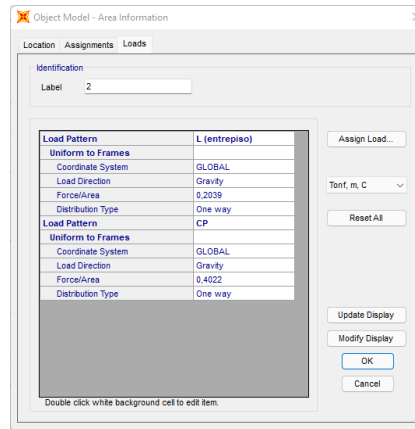 Object Model - Area Information
Location Assignments Loads
Identification
Label 2
Load Pattern L (entrepiso)
Uniform to Frames
Coordinate System GLOBAL
Load Direction Gravity
Force/Area 0,2039
Distribution Type One way
Load Pattern CP
Uniform to Frames
Coordinate System GLOBAL
Load Direction Gravity
Force/Area 0,4022
Distribution Type One way
Assign Load...
Tonf, m, C
Reset All
Update Display
Modify Display
OK
Cancel
Double click white background cell to edit item.